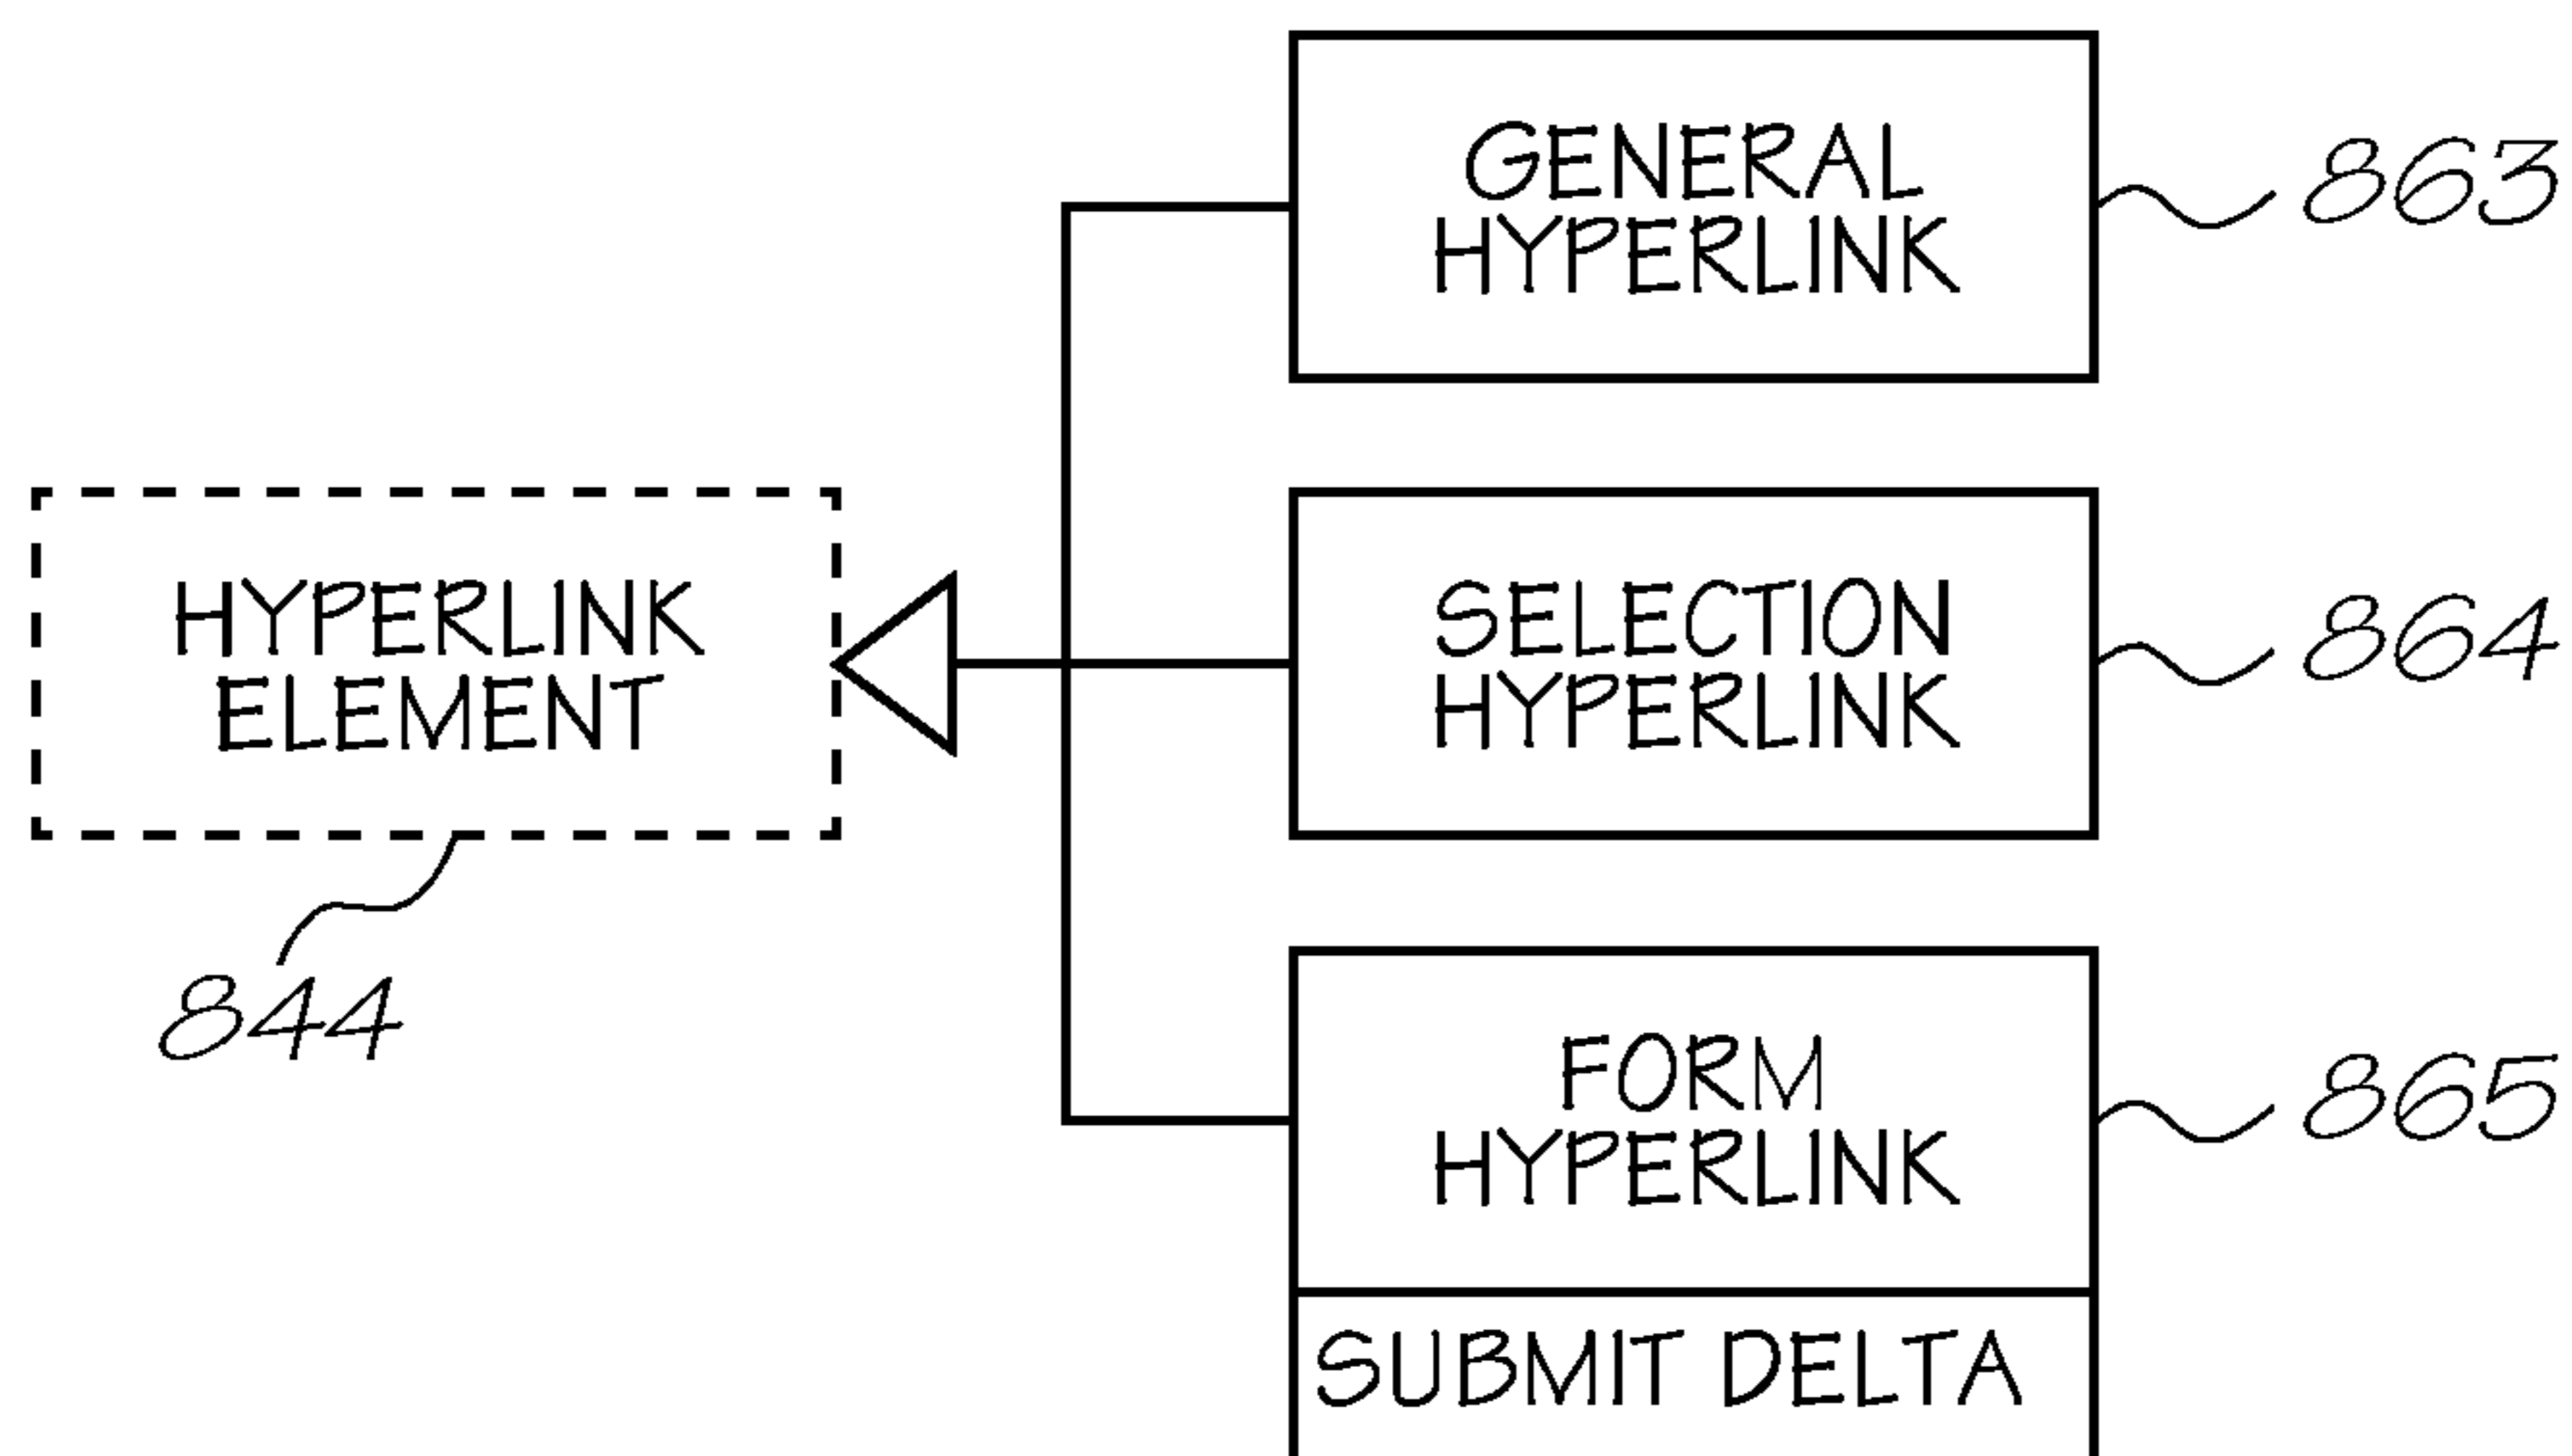 GENERAL
HYPERLINK
863
HYPERLINK
ELEMENT
844
SELECTION
HYPERLINK
864
FORM
HYPERLINK
865
SUBMIT DELTA